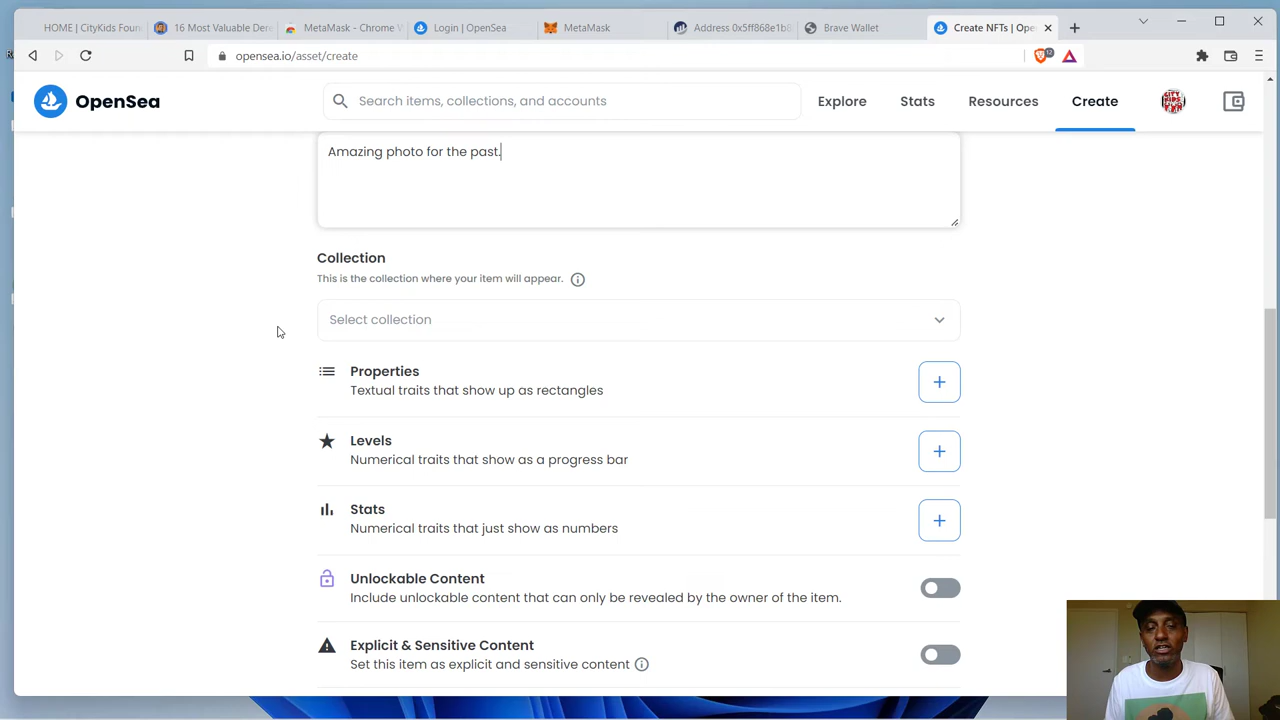 HOME | CityKids Foun
16 Most Valuable Dere
MetaMask - Chrome V
Login | OpenSea
MetaMask
Address 0x5ff868e1b8
Brave Wallet
Create NFTs | Open
opensea.io/asset/create
12
OpenSea
Search items, collections, and accounts
Explore
Stats
Resources
Create
Amazing photo for the past.
Collection
This is the collection where your item will appear.
Select collection
Properties
Textual traits that show up as rectangles
Levels
Numerical traits that show as a progress bar
Stats
Numerical traits that just show as numbers
Unlockable Content
Include unlockable content that can only be revealed by the owner of the item.
Explicit & Sensitive Content
Set this item as explicit and sensitive content